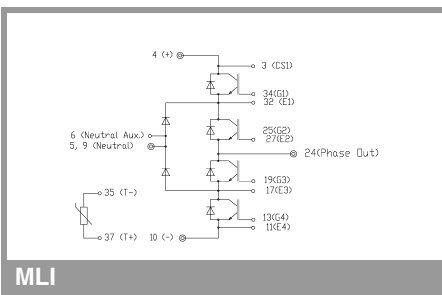 4 (+)
3 (CS1)
34(G1)
32 (E1)
6 (Neutral Aux.)
5, 9 (Neutral)
25(G2)
27(E2)
24(Phase Out)
19(G3)
17(E3)
35 (T-)
13(G4)
11(E4)
37 (T+)
10 (-)
MLI